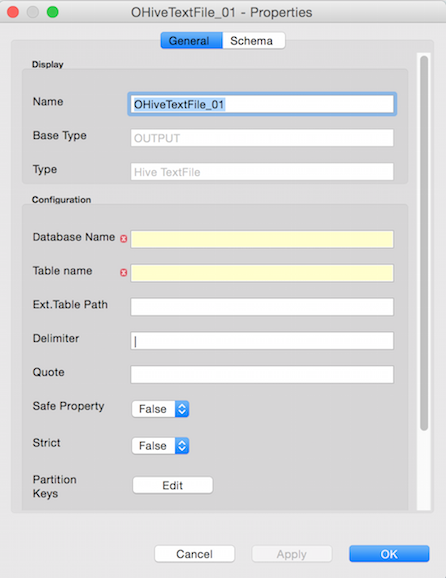 OHiveTextFile_01 - Properties
General Schema
Display
Name OHiveTextFile_01
Base Type OUTPUT
Type Hive TextFile
Configuration
Database Name
Table name
Ext.Table Path
Delimiter |
Quote
Safe Property False
Strict False
Partition
Keys Edit
Cancel Apply OK